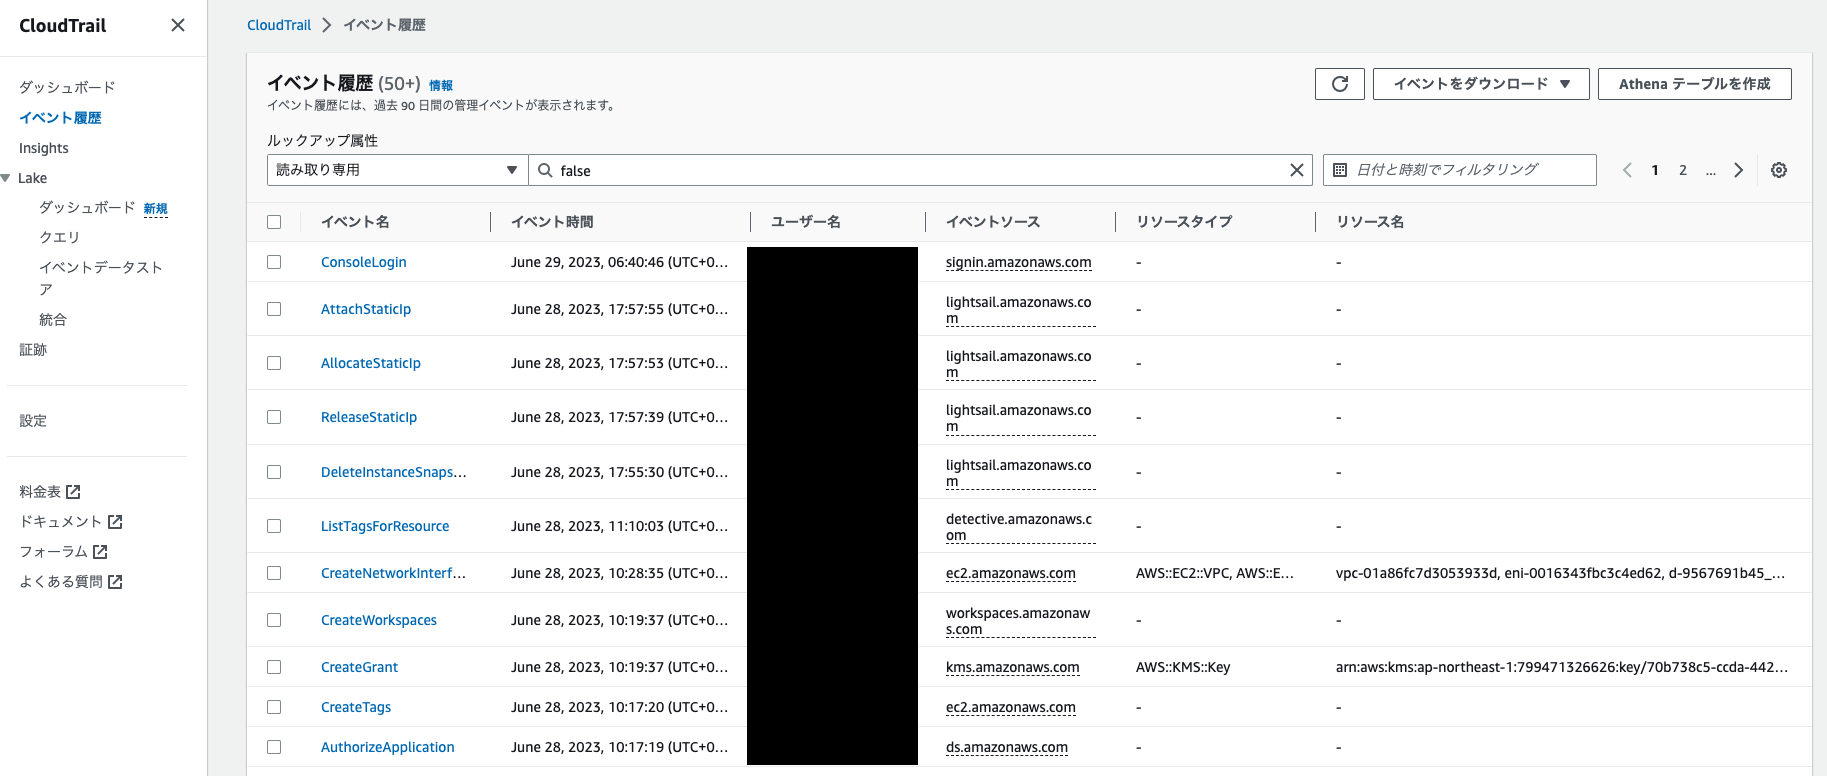 CloudTrail
ダッシュボード
イベント履歴
Insights
Lake
ダッシュボード 新規
クエリ
イベントデータスト
ア
統合
証跡
設定
料金表
ドキュメント
フォーラム
よくある質問
CloudTrail イベント履歴
イベント履歴 (50+) 情報
イベント履歴には、過去 90 日間の管理イベントが表示されます。
イベントをダウンロード Athena テーブルを作成
ルックアップ属性
読み取り専用 false 日付と時刻でフィルタリング 1 2 ...
イベント名 イベント時間 ユーザー名 イベントソース リソースタイプ リソース名
ConsoleLogin June 29, 2023, 06:40:46 (UTC+0... signin.amazonaws.com - -
AttachStaticIp June 28, 2023, 17:57:55 (UTC+0... lightsail.amazonaws.co - -
m
AllocateStaticIp June 28, 2023, 17:57:53 (UTC+0... lightsail.amazonaws.co - -
m
ReleaseStaticIp June 28, 2023, 17:57:39 (UTC+0... lightsail.amazonaws.co - -
m
DeleteInstanceSnaps... June 28, 2023, 17:55:30 (UTC+0... lightsail.amazonaws.co - -
m
ListTagsForResource June 28, 2023, 11:10:03 (UTC+0... detective.amazonaws.c - -
om
CreateNetworkInterf... June 28, 2023, 10:28:35 (UTC+0... ec2.amazonaws.com AWS::EC2::VPC, AWS::E... vpc-01a86fc7d3053933d, eni-0016343fbc3c4ed62, d-9567691b45_...
CreateWorkspaces June 28, 2023, 10:19:37 (UTC+0... workspaces.amazonaw - -
s.com
CreateGrant June 28, 2023, 10:19:37 (UTC+0... kms.amazonaws.com AWS::KMS::Key arn:aws:kms:ap-northeast-1:799471326626:key/70b738c5-ccda-442...
CreateTags June 28, 2023, 10:17:20 (UTC+0... ec2.amazonaws.com - -
AuthorizeApplication June 28, 2023, 10:17:19 (UTC+0... ds.amazonaws.com - -